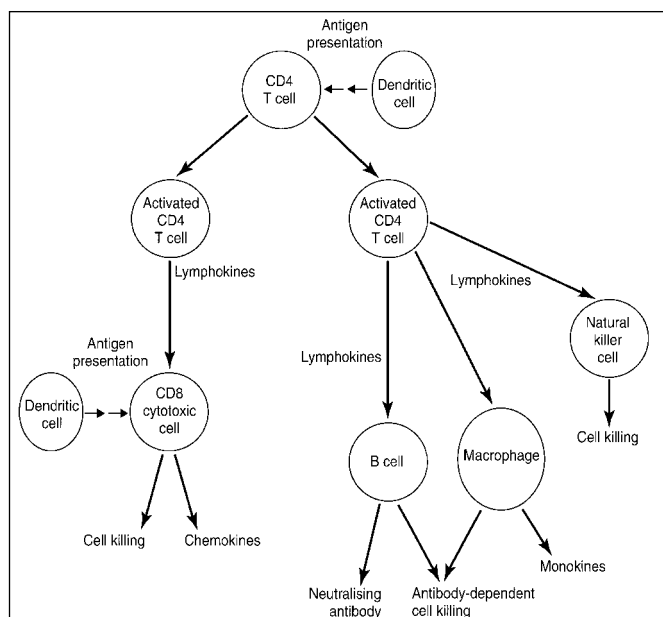 Antigen
presentation
CD4
T cell
Dendritic
cell
Activated
CD4
T cell
Activated
CD4
T cell
Lymphokines
Lymphokines
Natural
killer
cell
Antigen
presentation
Lymphokines
Dendritic
cell
CD8
cytotoxic
cell
B cell
Macrophage
Cell killing
Cell killing
Chemokines
Monokines
Neutralising
antibody
Antibody-dependent
cell killing